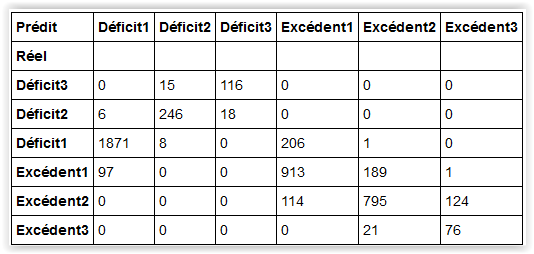 Prédit Déficit1 Déficit2 Déficit3 Excédent1 Excédent2 Excédent3
Réel
Déficit3 0 15 116 0 0 0
Déficit2 6 246 18 0 0 0
Déficit1 1871 8 0 206 1 0
Excédent1 97 0 0 913 189 1
Excédent2 0 0 0 114 795 124
Excédent3 0 0 0 0 21 76